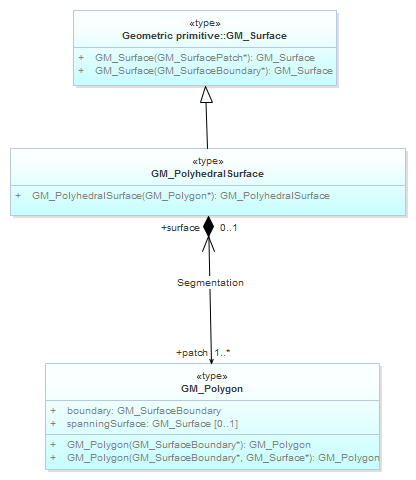 «type»
Geometric primitive::GM_Surface
+ GM_Surface(GM_SurfacePatch*): GM_Surface
+ GM_Surface(GM_SurfaceBoundary*): GM_Surface
«type»
GM_PolyhedralSurface
+ GM_PolyhedralSurface(GM_Polygon*): GM_PolyhedralSurface
+surface 0..1
Segmentation
+patch 1..*
«type»
GM_Polygon
+ boundary: GM_SurfaceBoundary
+ spanningSurface: GM_Surface [0..1]
+ GM_Polygon(GM_SurfaceBoundary*): GM_Polygon
+ GM_Polygon(GM_SurfaceBoundary*, GM_Surface*): GM_Polygon